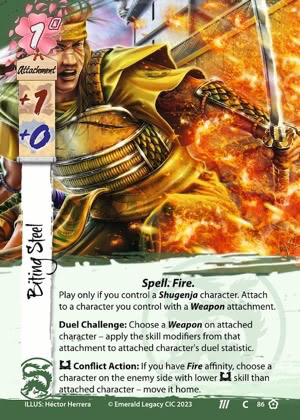 1
Attachment
+1
+0
Biting Steel
Spell. Fire.
Play only if you control a Shugenja character. Attach
to a character you control with a Weapon attachment.
Duel Challenge: Choose a Weapon on attached
character – apply the skill modifiers from that
attachment to attached character's duel statistic.
Conflict Action: If you have Fire affinity, choose a
character on the enemy side with lower skill than
attached character – move it home.
ILLUS: Héctor Herrera © Emerald Legacy CIC 2023 C 86